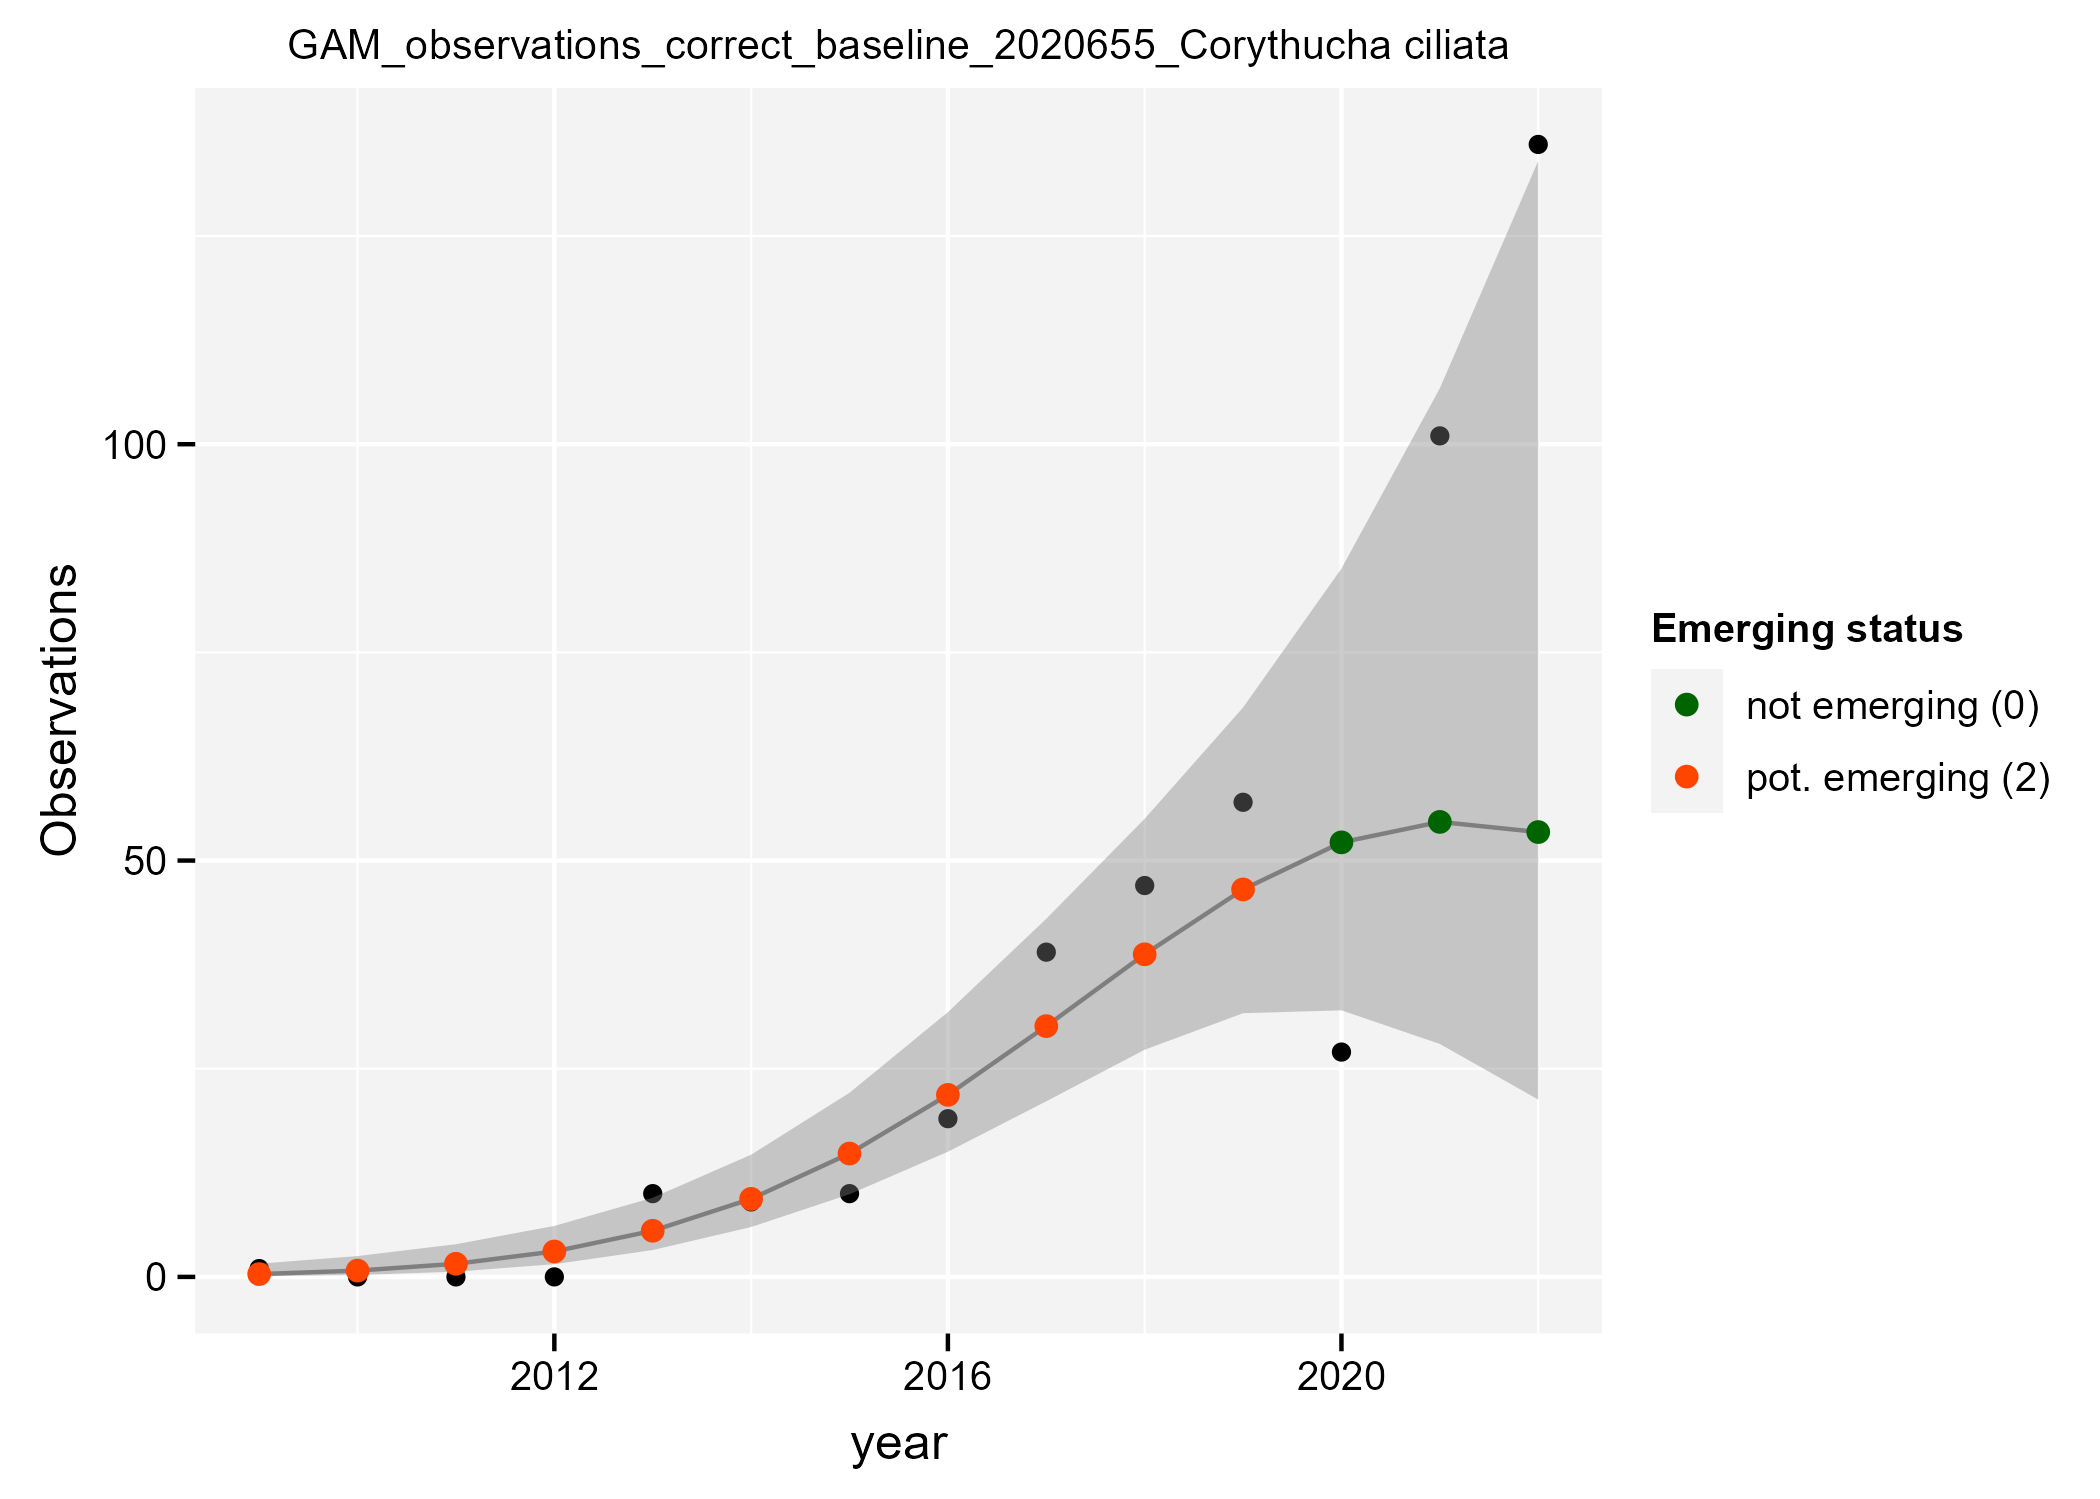 GAM_observations_correct_baseline_2020655_Corythucha ciliata
Observations
100
50
0
2012
2016
2020
year
Emerging status
not emerging (0)
pot. emerging (2)